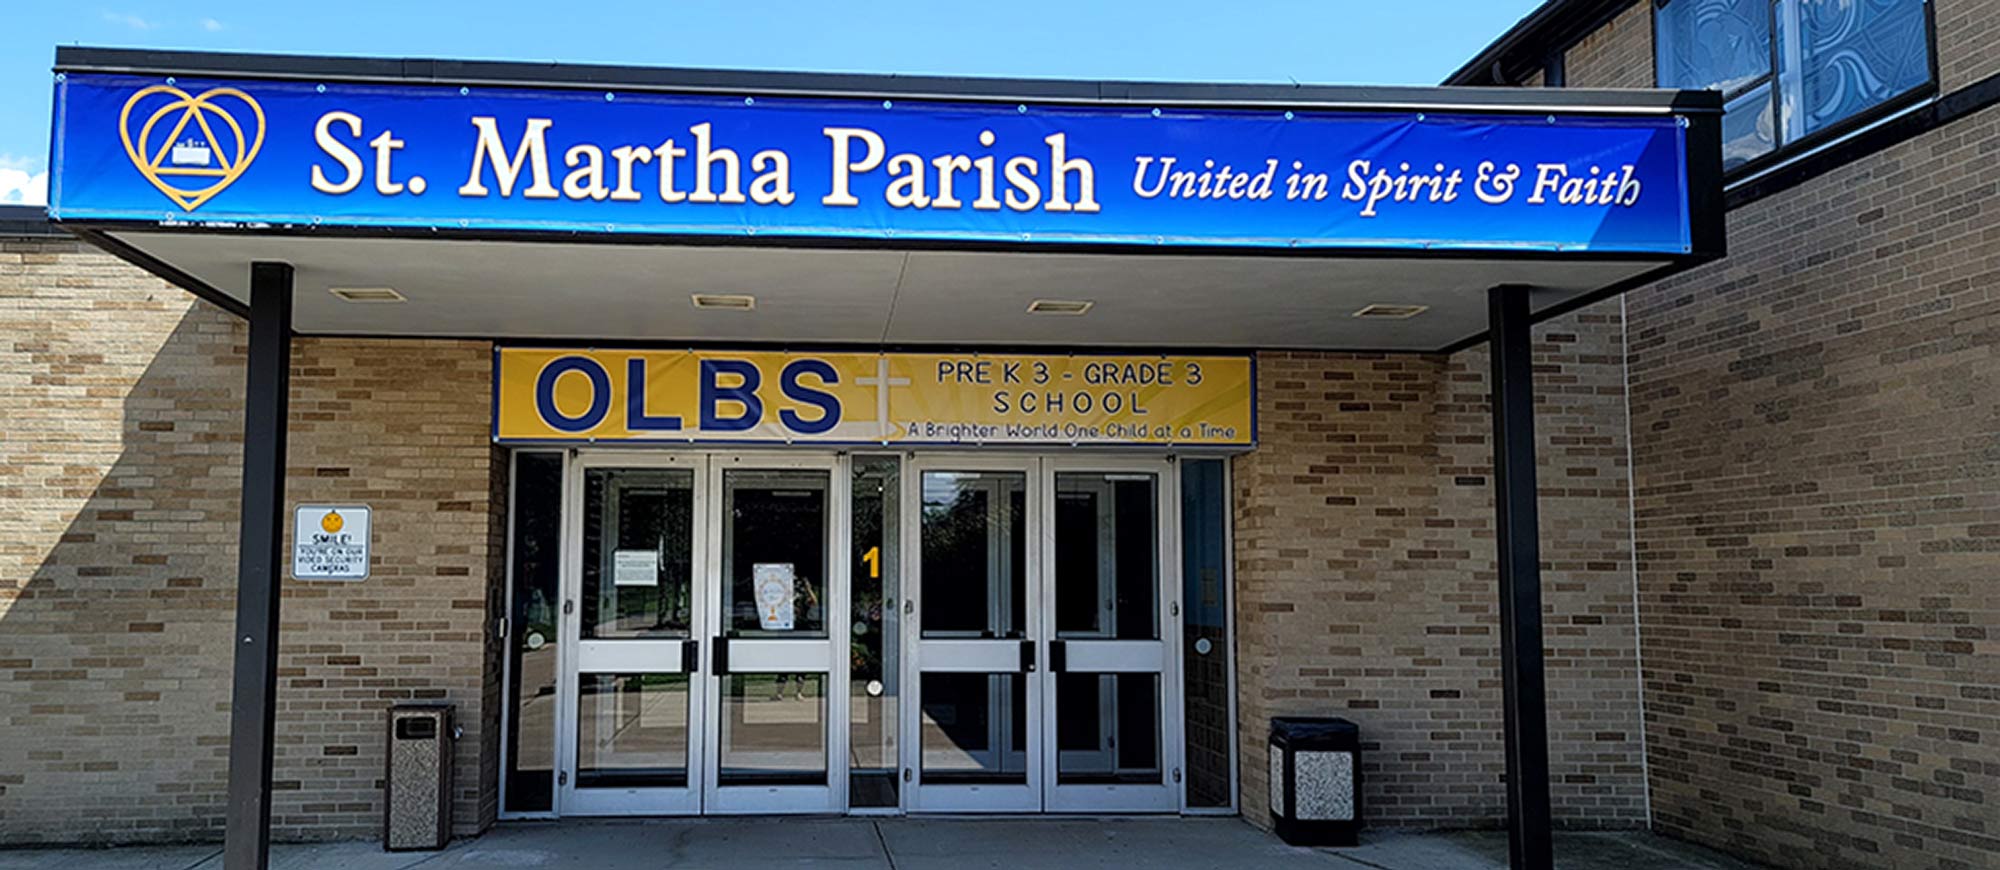 St. Martha Parish United in Spirit & Faith
OLBS
PRE K 3 - GRADE 3
SCHOOL
A Brighter World One Child at a Time
SMILE!
YOU'RE ON OUR
VIDEO SECURITY
CAMERAS
1